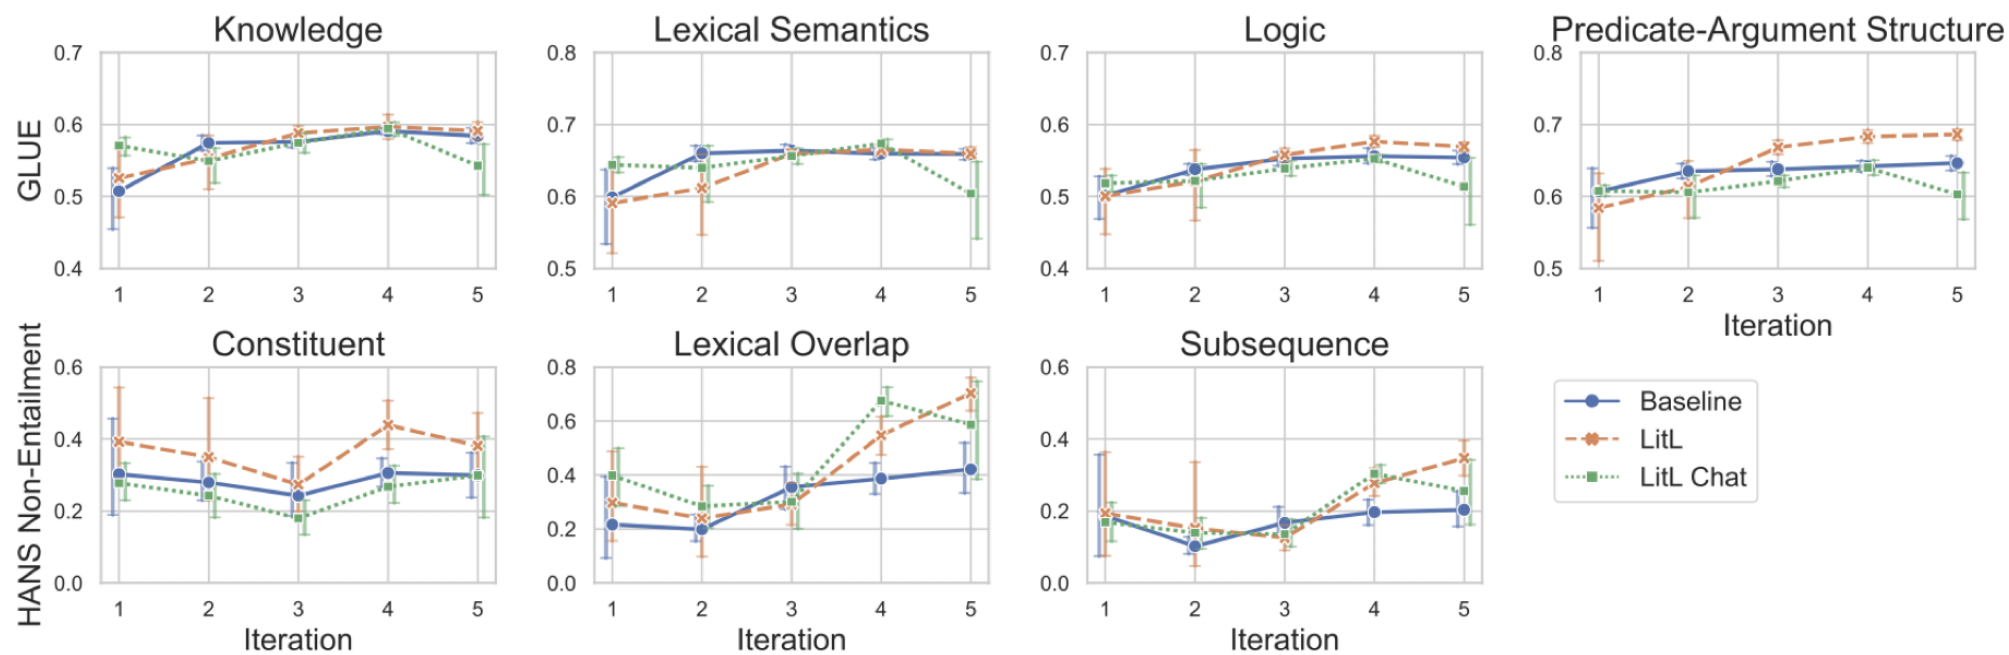 Knowledge
Lexical Semantics
Logic
Predicate-Argument Structure
GLUE
0.7
0.6
0.5
0.4
1 2 3 4 5
0.8
0.7
0.6
0.5
1 2 3 4 5
0.7
0.6
0.5
0.4
1 2 3 4 5
0.8
0.7
0.6
0.5
1 2 3 4 5
Iteration
Constituent
Lexical Overlap
Subsequence
HANS Non-Entailment
0.6
0.4
0.2
0.0
1 2 3 4 5
Iteration
0.8
0.6
0.4
0.2
0.0
1 2 3 4 5
Iteration
0.6
0.4
0.2
0.0
1 2 3 4 5
Iteration
Baseline
LitL
LitL Chat